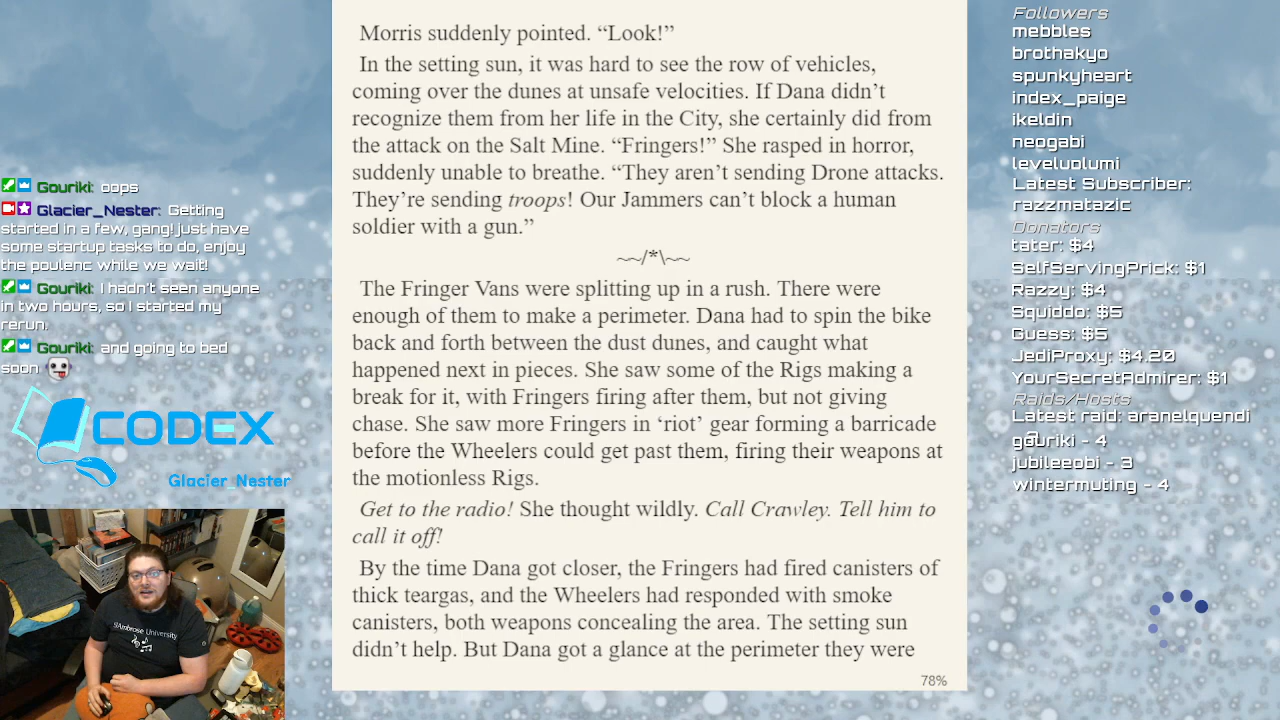 Gouriki: oops
Glacier_Nester: Getting
started in a few, gang! just have
some startup tasks to do, enjoy
the poulenc while we wait!
Gouriki: I hadn't seen anyone
in two hours, so I started my
rerun.
Gouriki: and going to bed
soon
CODEX
Glacier_Nester
St. Ambrose University
Morris suddenly pointed. “Look!”
In the setting sun, it was hard to see the row of vehicles,
coming over the dunes at unsafe velocities. If Dana didn’t
recognize them from her life in the City, she certainly did from
the attack on the Salt Mine. “Fringers!” She rasped in horror,
suddenly unable to breathe. “They aren’t sending Drone attacks.
They’re sending troops! Our Jammers can’t block a human
soldier with a gun.”
~~/*\~~
The Fringer Vans were splitting up in a rush. There were
enough of them to make a perimeter. Dana had to spin the bike
back and forth between the dust dunes, and caught what
happened next in pieces. She saw some of the Rigs making a
break for it, with Fringers firing after them, but not giving
chase. She saw more Fringers in ‘riot’ gear forming a barricade
before the Wheelers could get past them, firing their weapons at
the motionless Rigs.
Get to the radio! She thought wildly. Call Crawley. Tell him to
call it off!
By the time Dana got closer, the Fringers had fired canisters of
thick teargas, and the Wheelers had responded with smoke
canisters, both weapons concealing the area. The setting sun
didn’t help. But Dana got a glance at the perimeter they were
78%
Followers
mebbles
brothakyo
spunkyheart
index_paige
ikeldin
neogabi
leveluolumi
Latest Subscriber:
razzmatazic
Donators
tater: $4
SelfServingPrick: $1
Razzy: $4
Squiddo: $5
Guess: $5
JediProxy: $4.20
YourSecretAdmirer: $1
Raids/Hosts
Latest raid: aranelquendi
gouriki - 4
jubileeobi - 3
wintermuting - 4